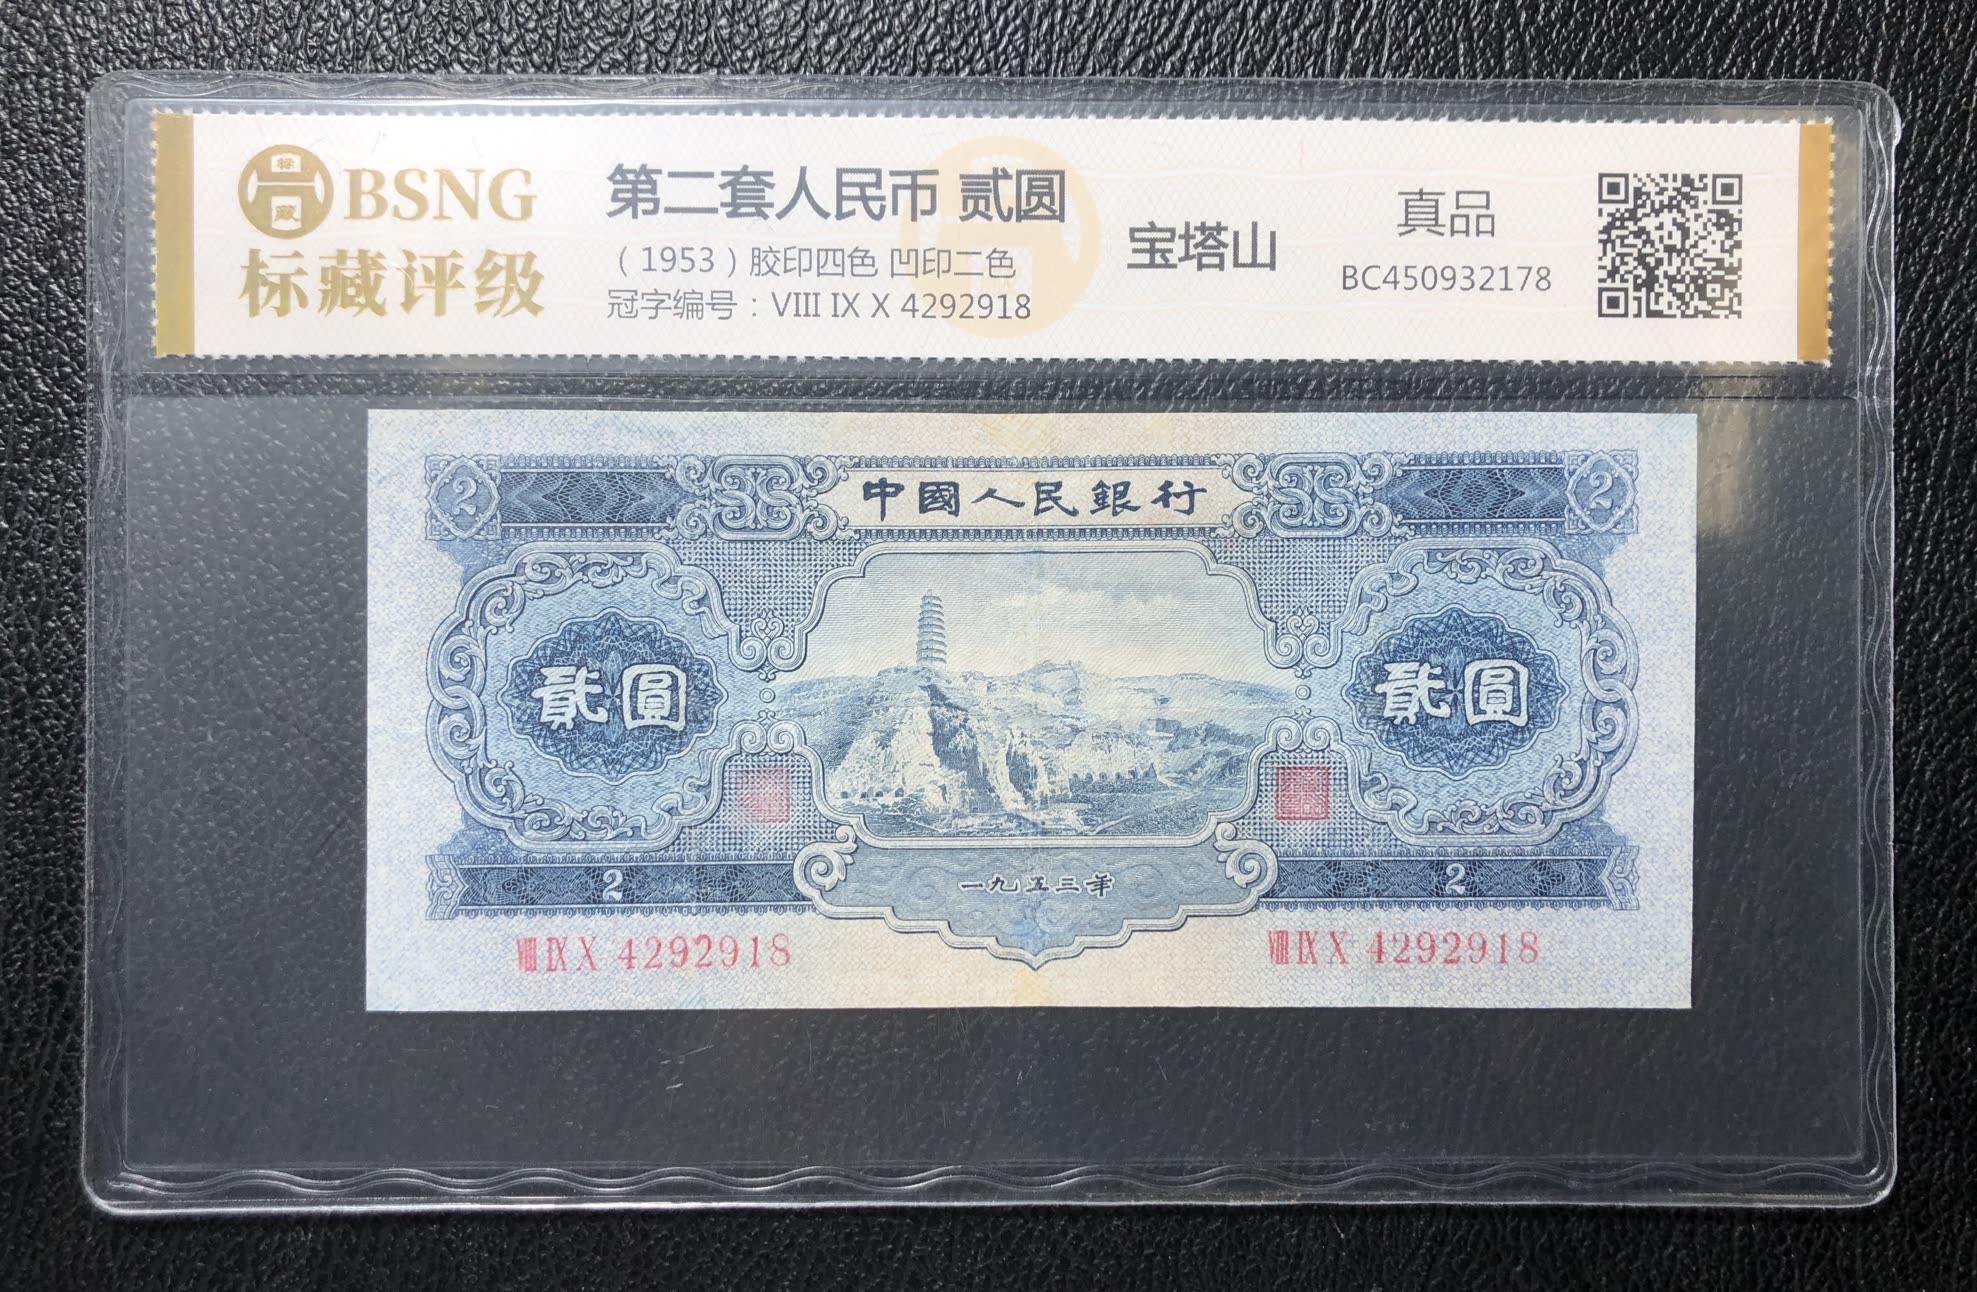 BSNG
标藏评级
第二套人民币 贰圆
（1953）胶印四色 凹印二色
冠字编号：VIII IX X 4292918
宝塔山
真品
BC450932178
2
中國人民銀行
2
貳圓
貳圓
2
一九五三年
2
VIII IX X 4292918
VIII IX X 4292918